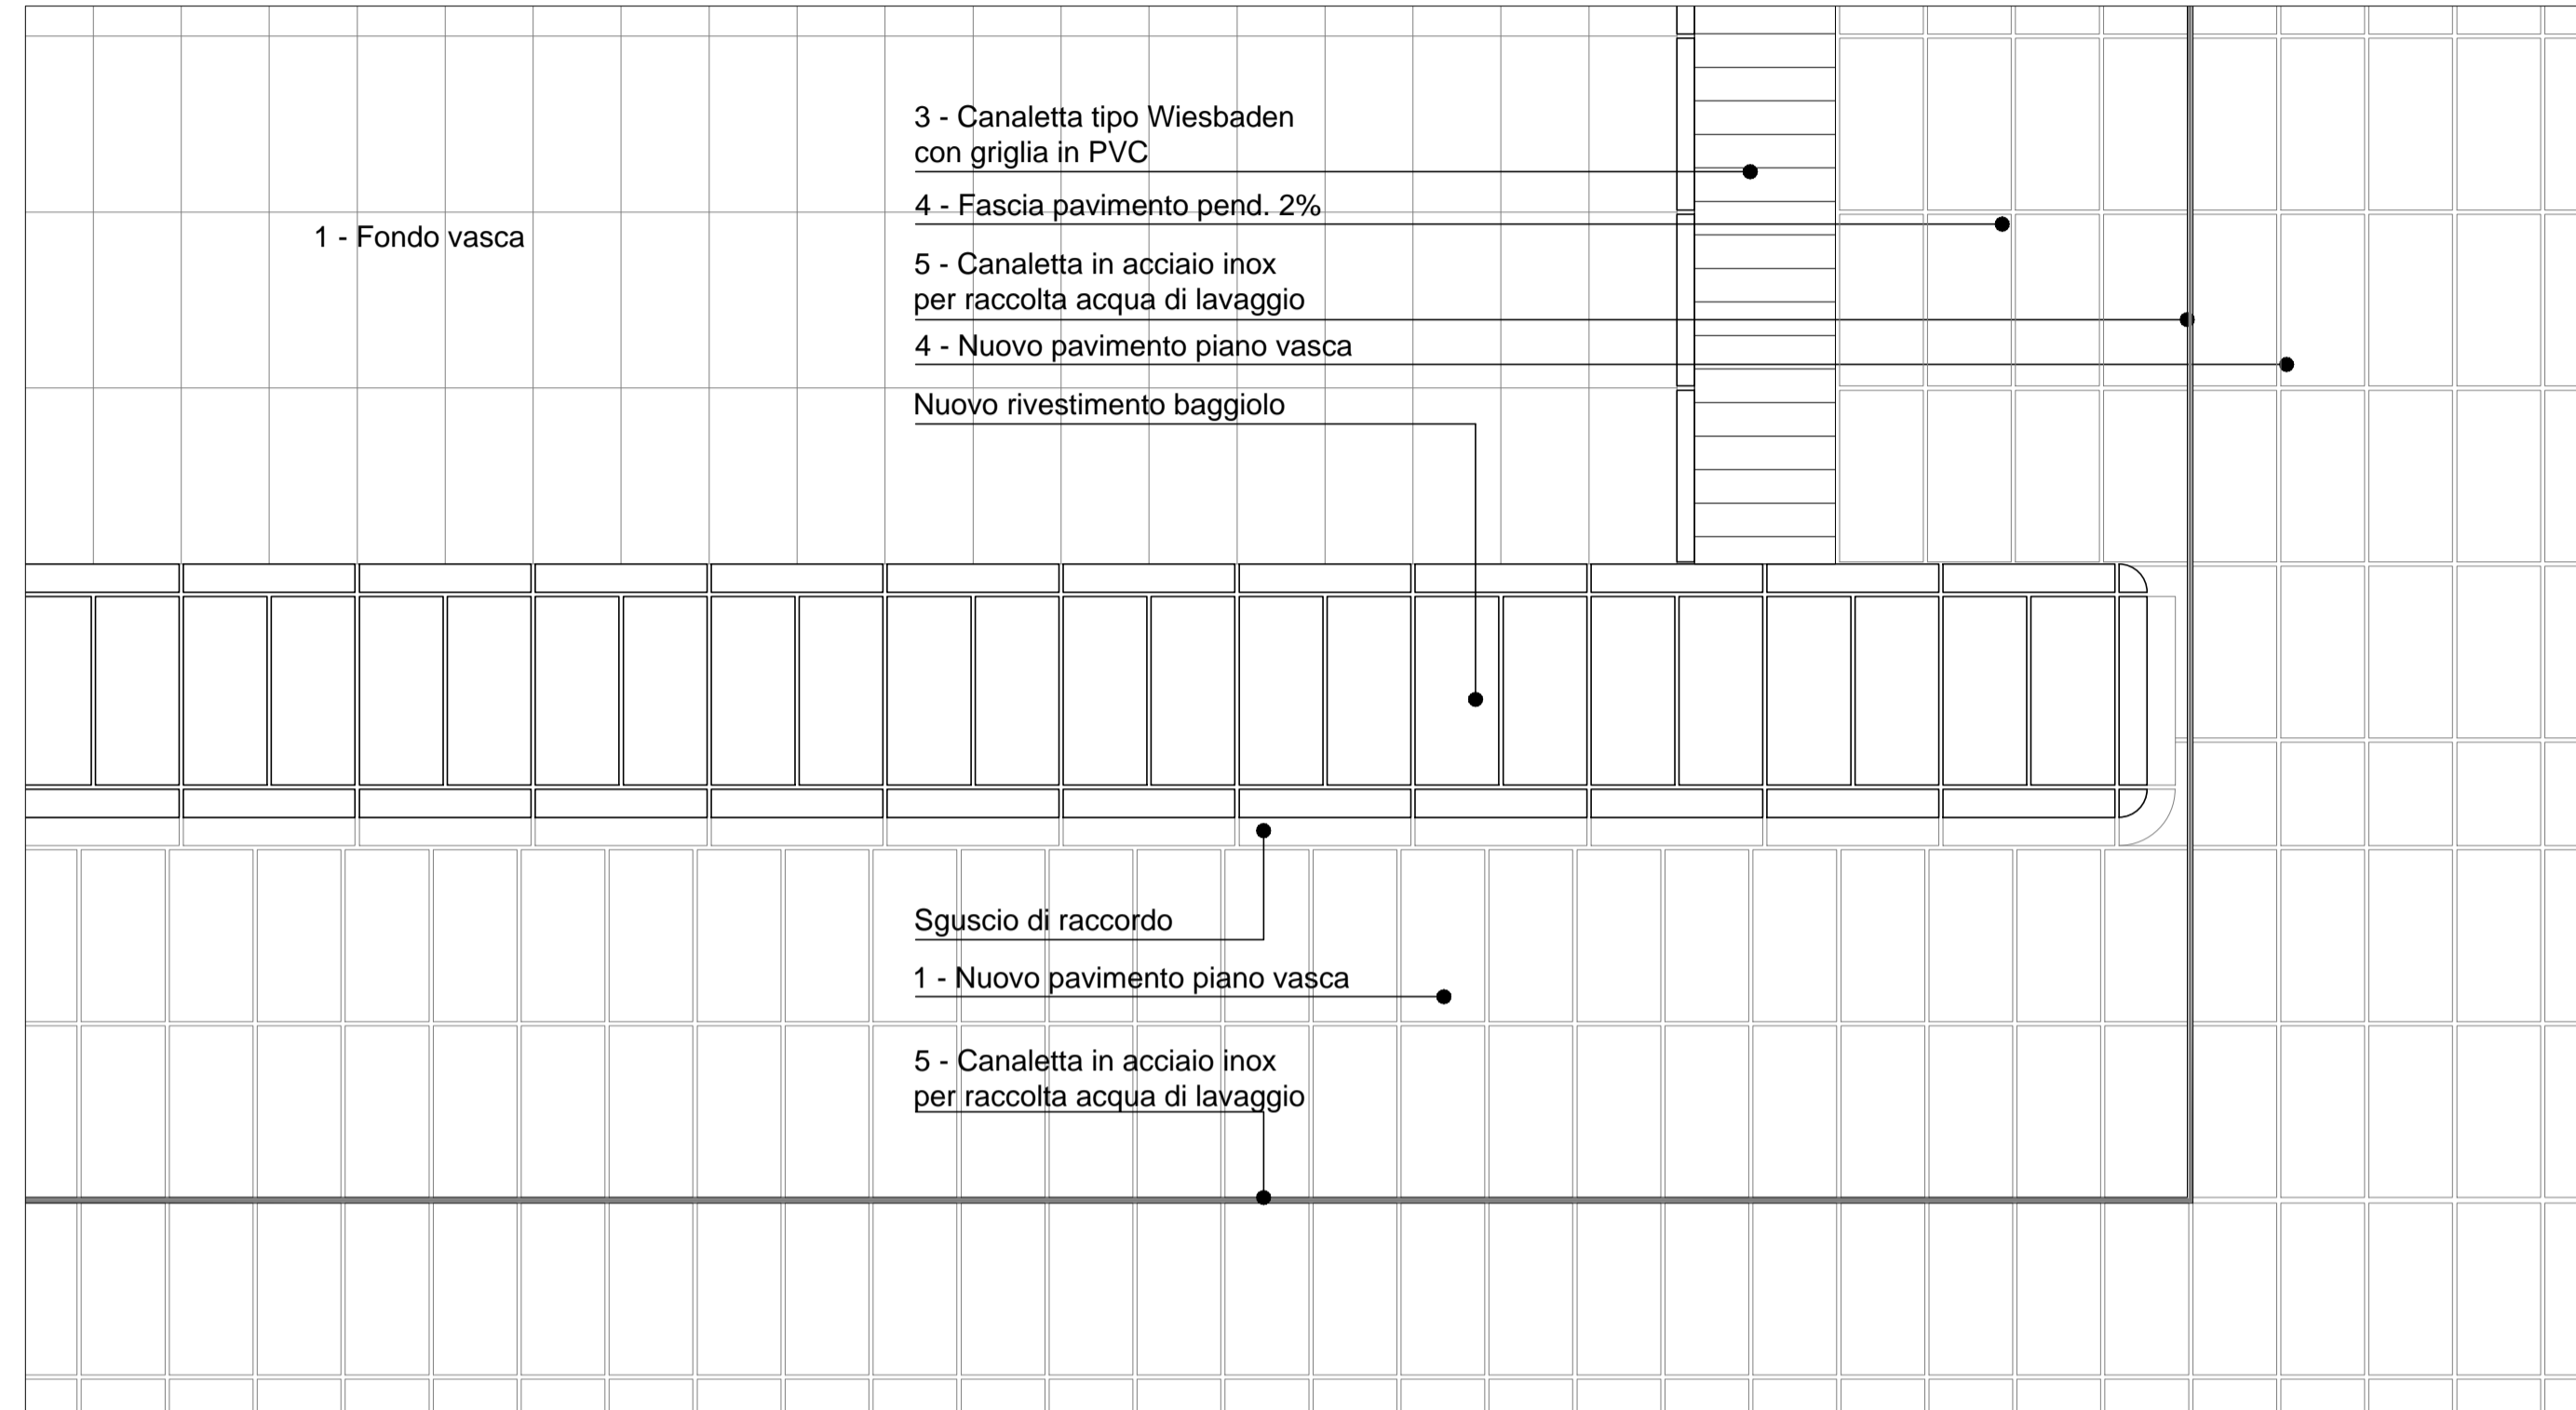 3 - Canaletta tipo Wiesbaden
con griglia in PVC
4 - Fascia pavimento pend. 2%
1 - Fondo vasca
5 - Canaletta in acciaio inox
per raccolta acqua di lavaggio
4 - Nuovo pavimento piano vasca
Nuovo rivestimento baggiolo
Sguscio di raccordo
1 - Nuovo pavimento piano vasca
5 - Canaletta in acciaio inox
per raccolta acqua di lavaggio